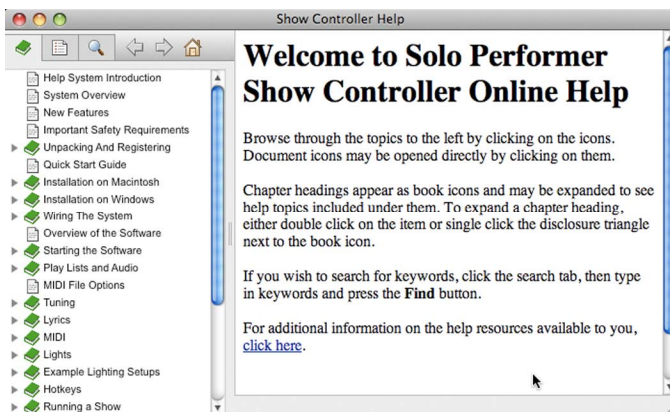 Show Controller Help
Help System Introduction
System Overview
New Features
Important Safety Requirements
Unpacking And Registering
Quick Start Guide
Installation on Macintosh
Installation on Windows
Wiring The System
Overview of the Software
Starting the Software
Play Lists and Audio
MIDI File Options
Tuning
Lyrics
MIDI
Lights
Example Lighting Setups
Hotkeys
Running a Show
Welcome to Solo Performer
Show Controller Online Help
Browse through the topics to the left by clicking on the icons.
Document icons may be opened directly by clicking on them.
Chapter headings appear as book icons and may be expanded to see
help topics included under them. To expand a chapter heading,
either double click on the item or single click the disclosure triangle
next to the book icon.
If you wish to search for keywords, click the search tab, then type
in keywords and press the Find button.
For additional information on the help resources available to you,
click here.